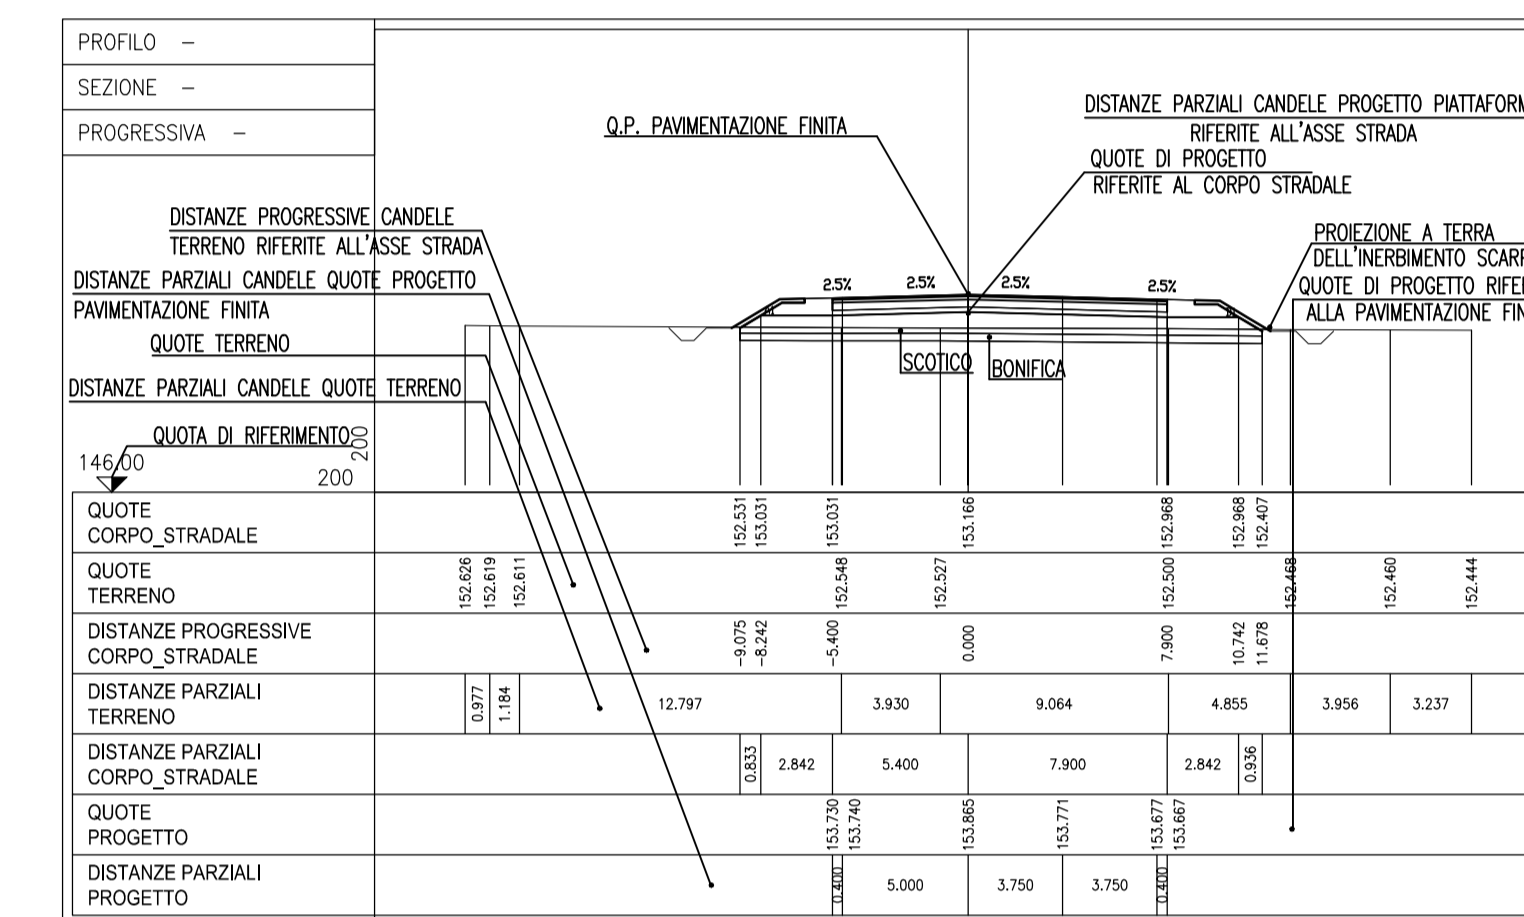 PROFILO –
SEZIONE –
PROGRESSIVA –
Q.P. PAVIMENTAZIONE FINITA
DISTANZE PARZIALI CANDELE PROGETTO PIATTAFORM
RIFERITE ALL'ASSE STRADA
QUOTE DI PROGETTO
RIFERITE AL CORPO STRADALE
DISTANZE PROGRESSIVE CANDELE
TERRENO RIFERITE ALL'ASSE STRADA
PROIEZIONE A TERRA
DELL'INERBIMENTO SCARP
DISTANZE PARZIALI CANDELE QUOTE PROGETTO
PAVIMENTAZIONE FINITA
2.5% 2.5% 2.5% 2.5%
QUOTE DI PROGETTO RIFE
ALLA PAVIMENTAZIONE FIN
QUOTE TERRENO
SCOTICO
BONIFICA
DISTANZE PARZIALI CANDELE QUOTE TERRENO
QUOTA DI RIFERIMENTO
200
146.00
200
QUOTE
CORPO_STRADALE
152.531 153.031 153.031 153.166 152.968 152.968 152.407
QUOTE
TERRENO
152.626 152.619 152.611 152.548 152.527 152.500 152.468 152.460 152.444
DISTANZE PROGRESSIVE
CORPO_STRADALE
–9.075 –8.242 –5.400 0.000 7.900 10.742 11.678
DISTANZE PARZIALI
TERRENO
0.977 1.184 12.797 3.930 9.064 4.855 3.956 3.237
DISTANZE PARZIALI
CORPO_STRADALE
0.833 2.842 5.400 7.900 2.842 0.936
QUOTE
PROGETTO
153.730 153.740 153.865 153.771 153.677 153.667
DISTANZE PARZIALI
PROGETTO
0.400 5.000 3.750 3.750 0.400